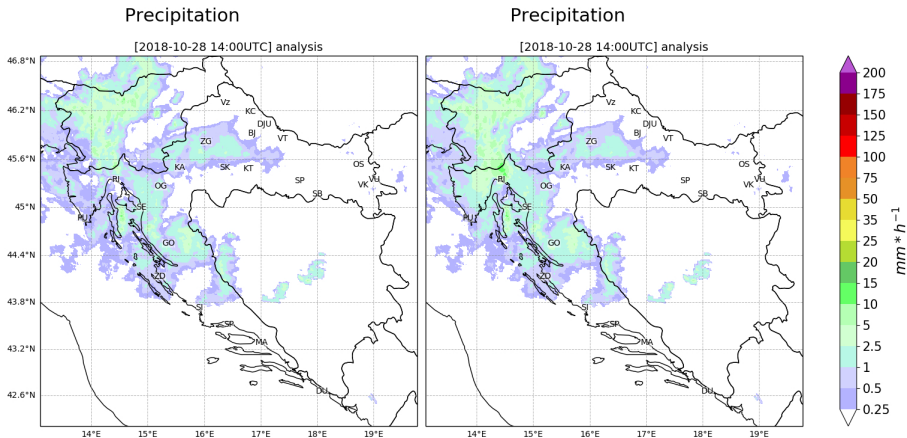 Precipitation
[2018-10-28 14:00UTC] analysis
46.8°N
46.2°N
45.6°N
45°N
44.4°N
43.8°N
43.2°N
42.6°N
14°E 15°E 16°E 17°E 18°E 19°E
Vz
KC
DJU
BJ
VT
ZG
KA
SK
KT
OS
RI
OG
SP
VU
VK
SB
SE
PU
GO
ZD
SI
SP
MA
DU
Precipitation
[2018-10-28 14:00UTC] analysis
14°E 15°E 16°E 17°E 18°E 19°E
Vz
KC
DJU
BJ
VT
ZG
KA
SK
KT
OS
RI
OG
SP
VU
VK
SB
SE
PU
GO
ZD
SI
SP
MA
DU
200
175
150
125
100
75
50
35
25
20
15
10
5
2.5
1
0.5
0.25
mm * h⁻¹